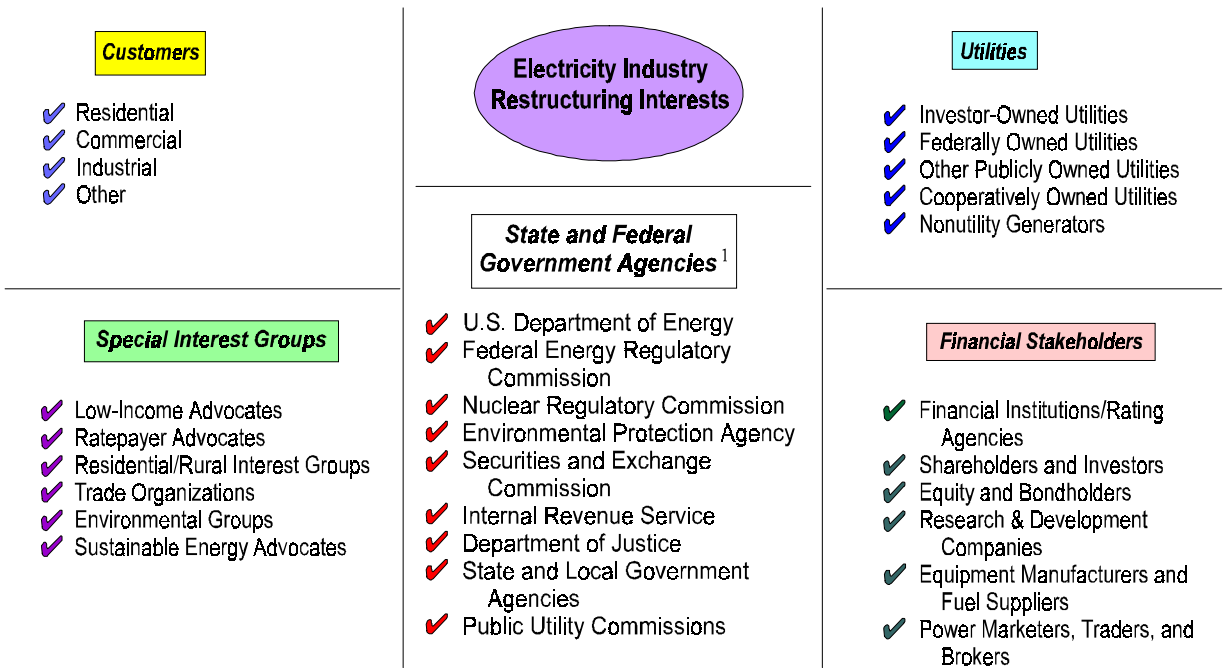 Customers
✔ Residential
✔ Commercial
✔ Industrial
✔ Other
Special Interest Groups
✔ Low-Income Advocates
✔ Ratepayer Advocates
✔ Residential/Rural Interest Groups
✔ Trade Organizations
✔ Environmental Groups
✔ Sustainable Energy Advocates
Electricity Industry
Restructuring Interests
State and Federal
Government Agencies 1
✔ U.S. Department of Energy
✔ Federal Energy Regulatory
Commission
✔ Nuclear Regulatory Commission
✔ Environmental Protection Agency
✔ Securities and Exchange
Commission
✔ Internal Revenue Service
✔ Department of Justice
✔ State and Local Government
Agencies
✔ Public Utility Commissions
Utilities
✔ Investor-Owned Utilities
✔ Federally Owned Utilities
✔ Other Publicly Owned Utilities
✔ Cooperatively Owned Utilities
✔ Nonutility Generators
Financial Stakeholders
✔ Financial Institutions/Rating
Agencies
✔ Shareholders and Investors
✔ Equity and Bondholders
✔ Research & Development
Companies
✔ Equipment Manufacturers and
Fuel Suppliers
✔ Power Marketers, Traders, and
Brokers